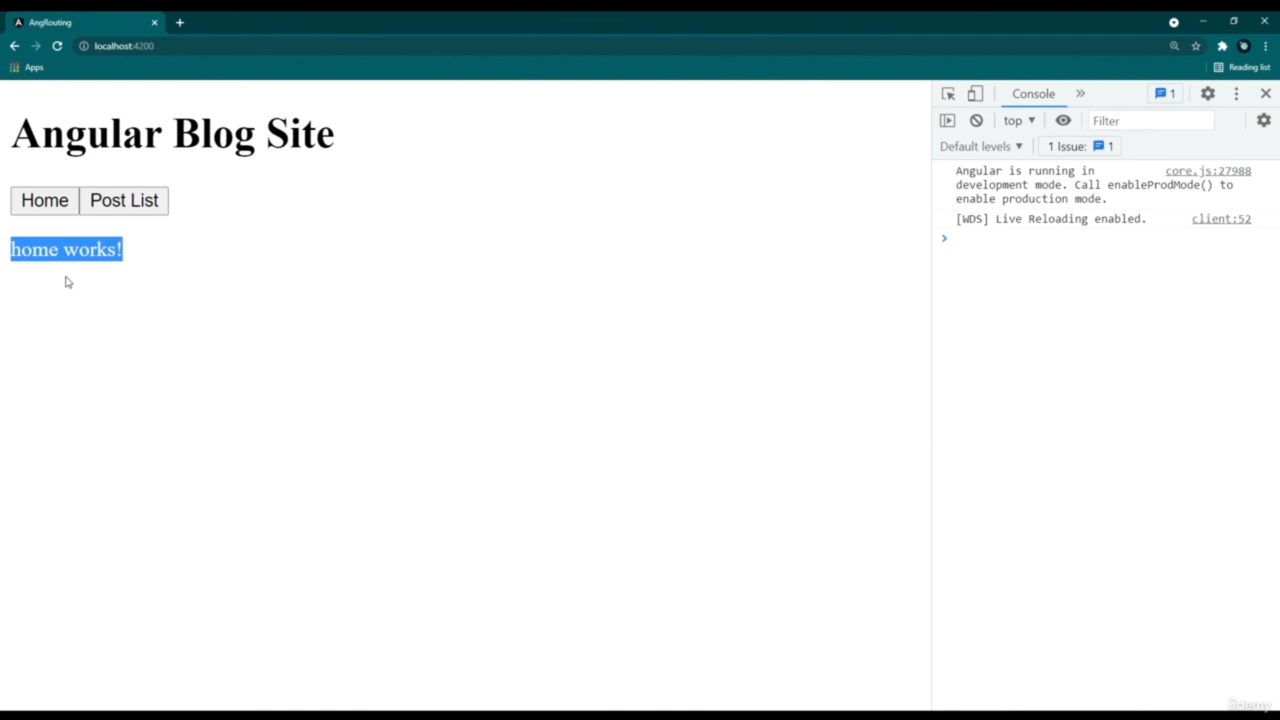 AngRouting
localhost:4200
Apps
Reading list
Angular Blog Site
Home
Post List
home works!
Console
1
top
Filter
Default levels
1 Issue: 1
Angular is running in core.js:27988
development mode. Call enableProdMode() to
enable production mode.
[WDS] Live Reloading enabled. client:52
ûdemy